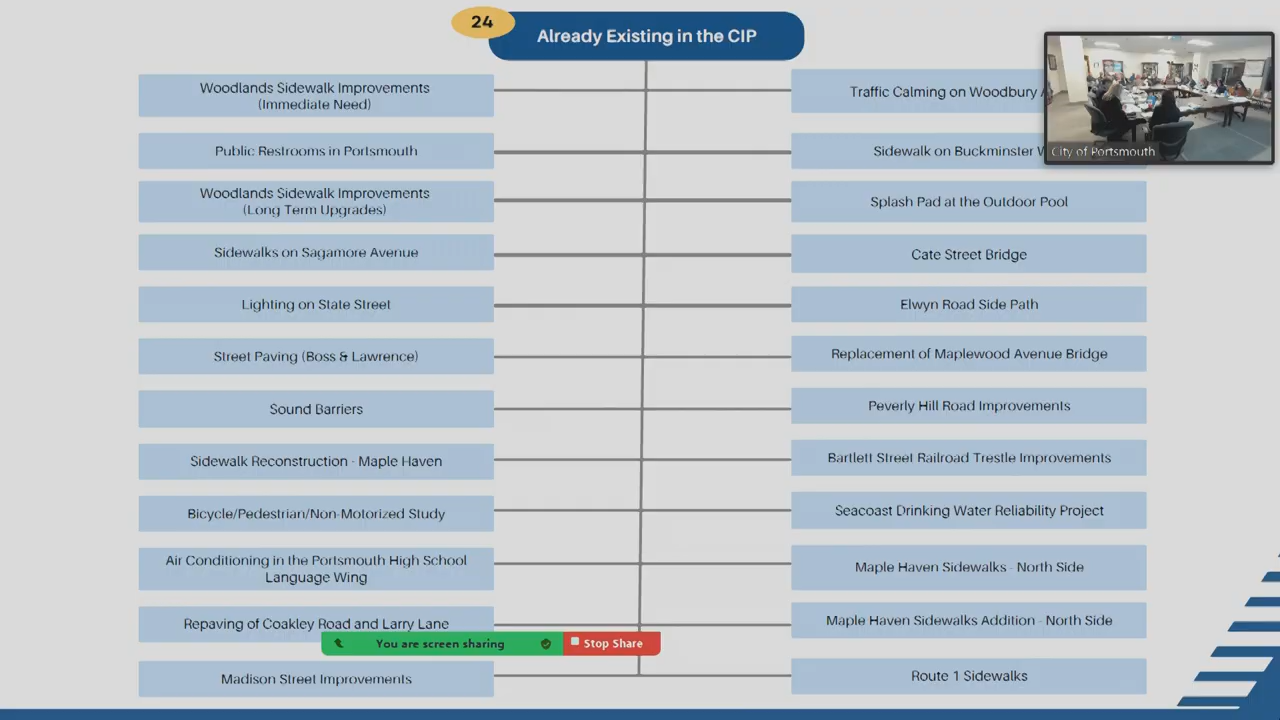 24
Already Existing in the CIP
Woodlands Sidewalk Improvements
(Immediate Need)
Public Restrooms in Portsmouth
Woodlands Sidewalk Improvements
(Long Term Upgrades)
Sidewalks on Sagamore Avenue
Lighting on State Street
Street Paving (Boss & Lawrence)
Sound Barriers
Sidewalk Reconstruction - Maple Haven
Bicycle/Pedestrian/Non-Motorized Study
Air Conditioning in the Portsmouth High School
Language Wing
Repaving of Coakley Road and Larry Lane
Madison Street Improvements
Traffic Calming on Woodbury
Sidewalk on Buckminster
Splash Pad at the Outdoor Pool
Cate Street Bridge
Elwyn Road Side Path
Replacement of Maplewood Avenue Bridge
Peverly Hill Road Improvements
Bartlett Street Railroad Trestle Improvements
Seacoast Drinking Water Reliability Project
Maple Haven Sidewalks - North Side
Maple Haven Sidewalks Addition - North Side
Route 1 Sidewalks
City of Portsmouth
You are screen sharing
Stop Share